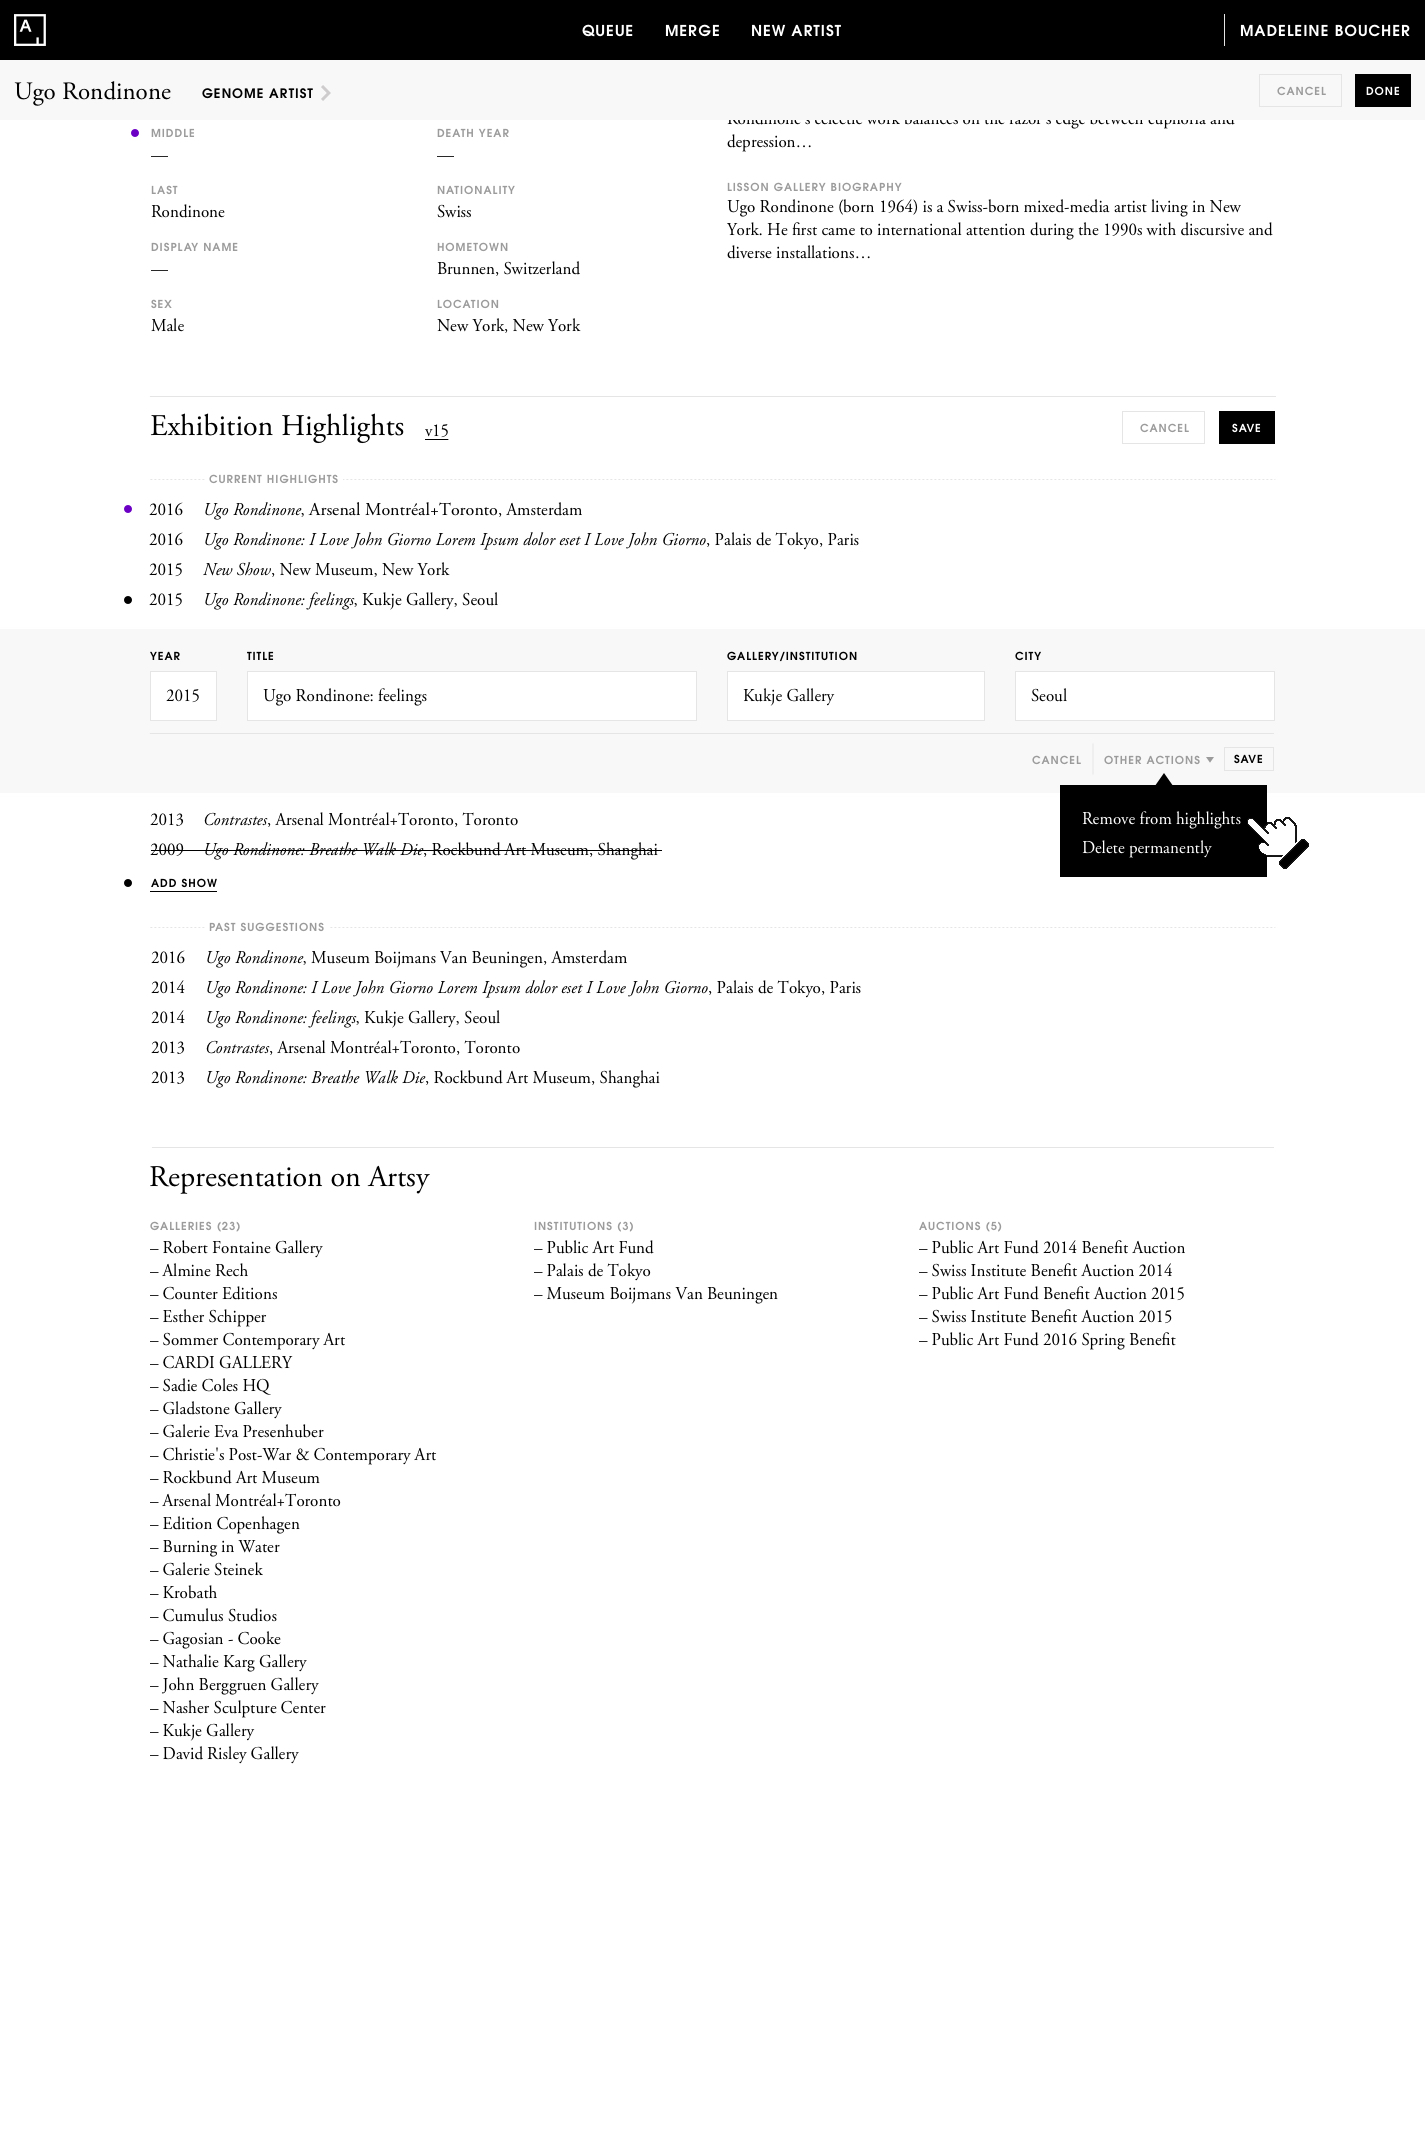 A
QUEUE MERGE NEW ARTIST
MADELEINE BOUCHER
Ugo Rondinone GENOME ARTIST
CANCEL DONE
MIDDLE
—
LAST
Rondinone
DISPLAY NAME
—
SEX
Male
DEATH YEAR
—
NATIONALITY
Swiss
HOMETOWN
Brunnen, Switzerland
LOCATION
New York, New York
Rondinone's eclectic work balances on the razor's edge between euphoria and
depression…
LISSON GALLERY BIOGRAPHY
Ugo Rondinone (born 1964) is a Swiss-born mixed-media artist living in New
York. He first came to international attention during the 1990s with discursive and
diverse installations…
Exhibition Highlights v15
CANCEL SAVE
CURRENT HIGHLIGHTS
2016 Ugo Rondinone, Arsenal Montréal+Toronto, Amsterdam
2016 Ugo Rondinone: I Love John Giorno Lorem Ipsum dolor eset I Love John Giorno, Palais de Tokyo, Paris
2015 New Show, New Museum, New York
2015 Ugo Rondinone: feelings, Kukje Gallery, Seoul
YEAR TITLE GALLERY/INSTITUTION CITY
2015 Ugo Rondinone: feelings Kukje Gallery Seoul
CANCEL OTHER ACTIONS SAVE
Remove from highlights
Delete permanently
2013 Contrastes, Arsenal Montréal+Toronto, Toronto
2009 Ugo Rondinone: Breathe Walk Die, Rockbund Art Museum, Shanghai
ADD SHOW
PAST SUGGESTIONS
2016 Ugo Rondinone, Museum Boijmans Van Beuningen, Amsterdam
2014 Ugo Rondinone: I Love John Giorno Lorem Ipsum dolor eset I Love John Giorno, Palais de Tokyo, Paris
2014 Ugo Rondinone: feelings, Kukje Gallery, Seoul
2013 Contrastes, Arsenal Montréal+Toronto, Toronto
2013 Ugo Rondinone: Breathe Walk Die, Rockbund Art Museum, Shanghai
Representation on Artsy
GALLERIES (23)
– Robert Fontaine Gallery
– Almine Rech
– Counter Editions
– Esther Schipper
– Sommer Contemporary Art
– CARDI GALLERY
– Sadie Coles HQ
– Gladstone Gallery
– Galerie Eva Presenhuber
– Christie's Post-War & Contemporary Art
– Rockbund Art Museum
– Arsenal Montréal+Toronto
– Edition Copenhagen
– Burning in Water
– Galerie Steinek
– Krobath
– Cumulus Studios
– Gagosian - Cooke
– Nathalie Karg Gallery
– John Berggruen Gallery
– Nasher Sculpture Center
– Kukje Gallery
– David Risley Gallery
INSTITUTIONS (3)
– Public Art Fund
– Palais de Tokyo
– Museum Boijmans Van Beuningen
AUCTIONS (5)
– Public Art Fund 2014 Benefit Auction
– Swiss Institute Benefit Auction 2014
– Public Art Fund Benefit Auction 2015
– Swiss Institute Benefit Auction 2015
– Public Art Fund 2016 Spring Benefit